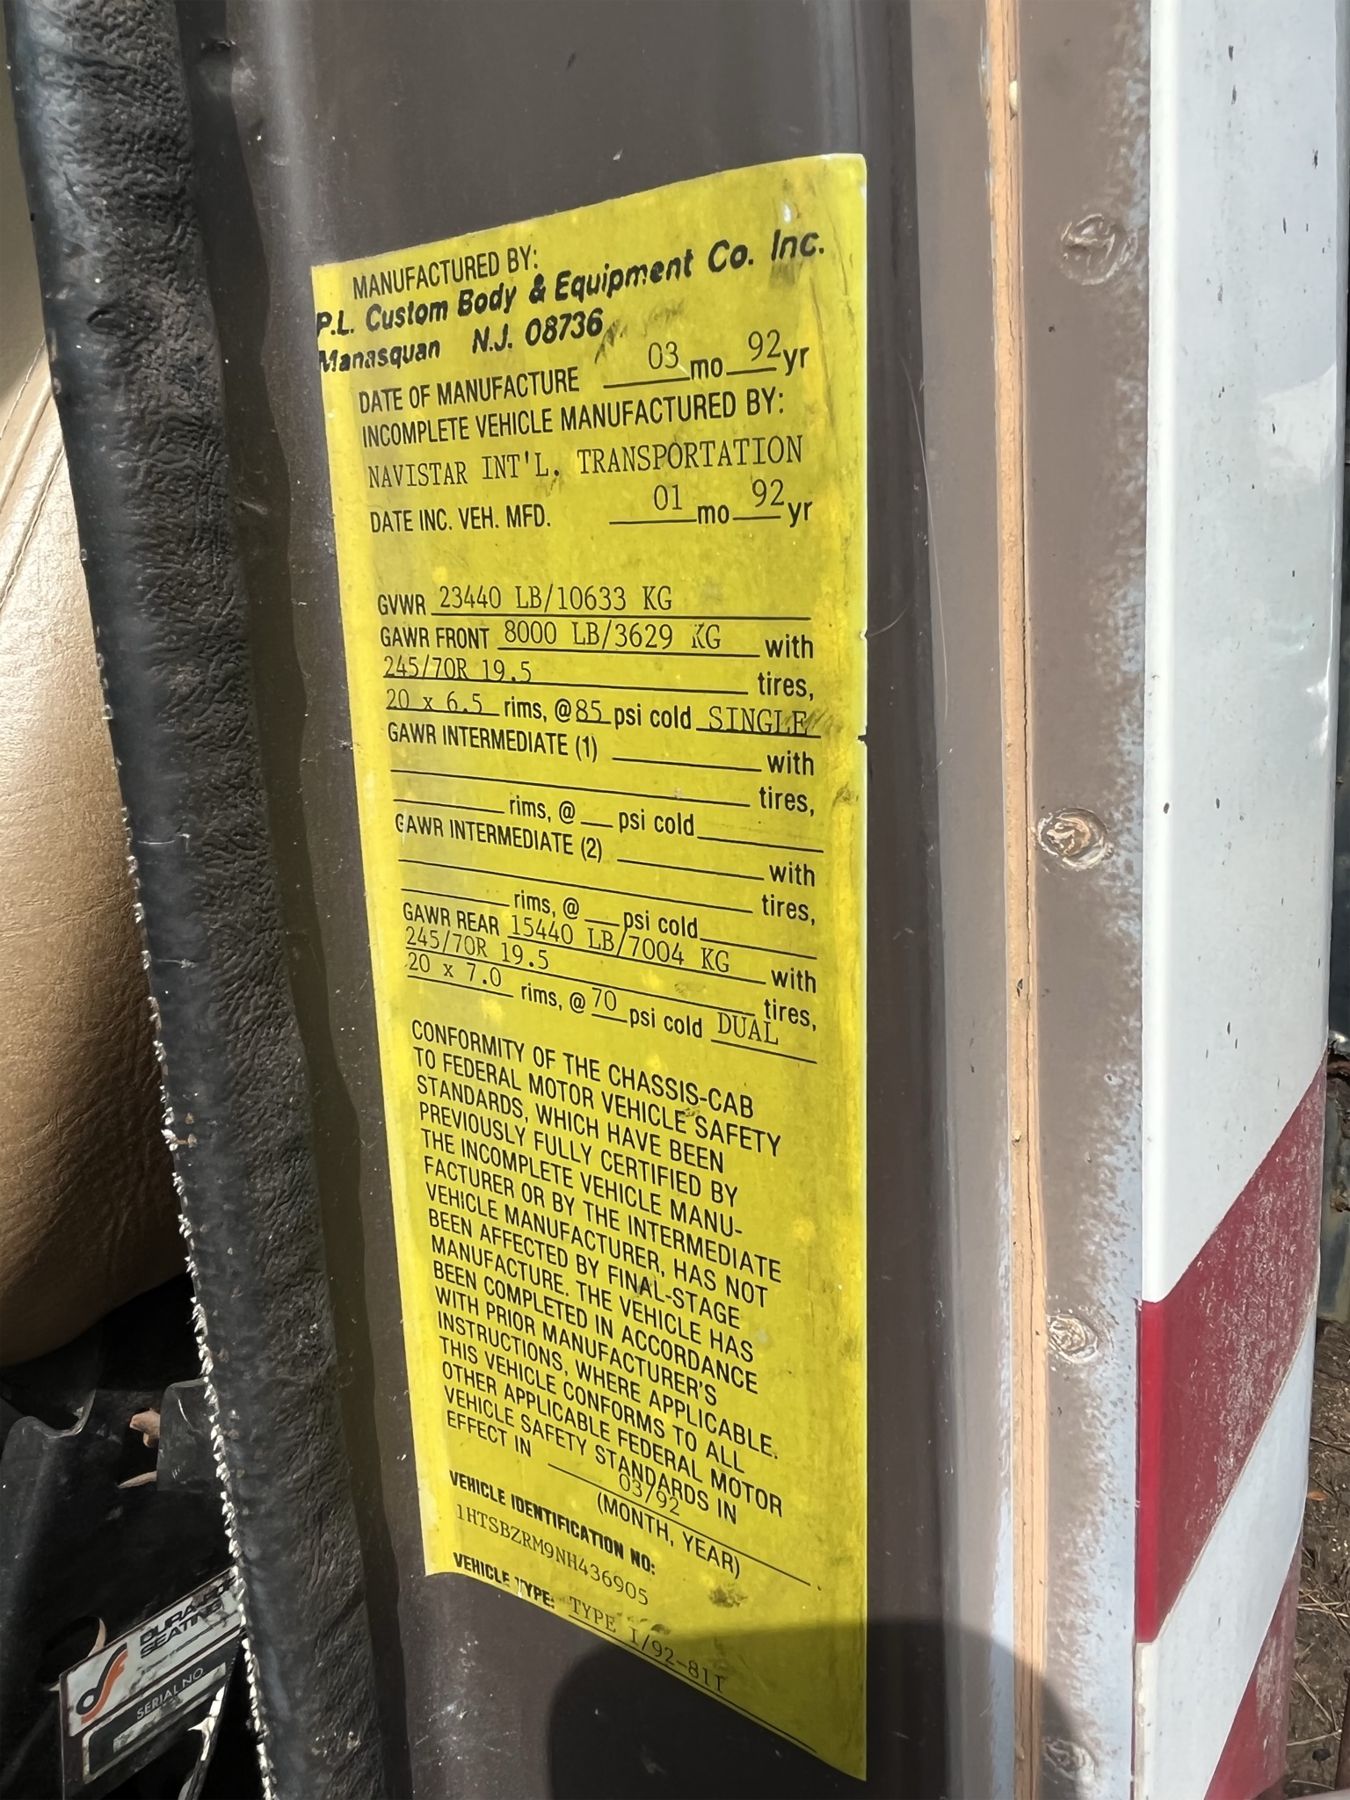 MANUFACTURED BY:
P.L. Custom Body & Equipment Co. Inc.
Manasquan N.J. 08736
DATE OF MANUFACTURE 03 mo 92 yr
INCOMPLETE VEHICLE MANUFACTURED BY:
NAVISTAR INT'L. TRANSPORTATION
DATE INC. VEH. MFD. 01 mo 92 yr
GVWR 23440 LB/10633 KG
GAWR FRONT 8000 LB/3629 KG with
245/70R 19.5 tires,
20 x 6.5 rims, @ 85 psi cold SINGLE
GAWR INTERMEDIATE (1) with
tires,
rims, @ psi cold
GAWR INTERMEDIATE (2) with
tires,
rims, @ psi cold
GAWR REAR 15440 LB/7004 KG with
245/70R 19.5 tires,
20 x 7.0 rims, @ 70 psi cold DUAL
CONFORMITY OF THE CHASSIS-CAB
TO FEDERAL MOTOR VEHICLE SAFETY
STANDARDS, WHICH HAVE BEEN
PREVIOUSLY FULLY CERTIFIED BY
THE INCOMPLETE VEHICLE MANU-
FACTURER OR BY THE INTERMEDIATE
VEHICLE MANUFACTURER, HAS NOT
BEEN AFFECTED BY FINAL-STAGE
MANUFACTURE. THE VEHICLE HAS
BEEN COMPLETED IN ACCORDANCE
WITH PRIOR MANUFACTURER'S
INSTRUCTIONS, WHERE APPLICABLE.
THIS VEHICLE CONFORMS TO ALL
OTHER APPLICABLE FEDERAL MOTOR
VEHICLE SAFETY STANDARDS IN
EFFECT IN 03/92
(MONTH, YEAR)
VEHICLE IDENTIFICATION NO:
1HTSBZRM9NH436905
VEHICLE TYPE: TYPE I/92-81I
SEATING
SERIAL NO